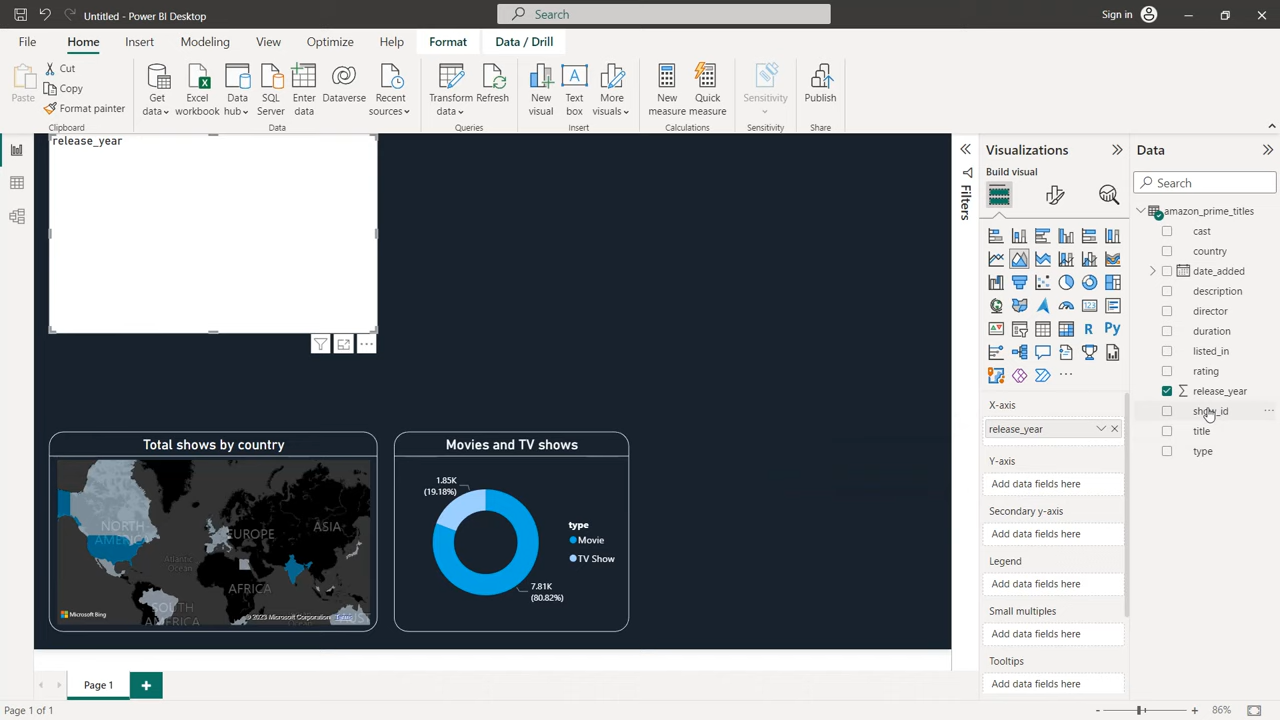 Untitled - Power BI Desktop
Search
Sign in
File
Home
Insert
Modeling
View
Optimize
Help
Format
Data / Drill
Paste
Cut
Copy
Format painter
Get data
Excel workbook
Data hub
SQL Server
Enter data
Dataverse
Recent sources
Transform data
Refresh
New visual
Text box
More visuals
New measure
Quick measure
Sensitivity
Publish
Clipboard
Data
Queries
Insert
Calculations
Sensitivity
Share
release_year
Total shows by country
NORTH AMERICA
EUROPE
ASIA
Atlantic Ocean
AFRICA
SOUTH AMERICA
Microsoft Bing
© 2023 Microsoft Corporation Terms
Movies and TV shows
1.85K
(19.18%)
7.81K
(80.82%)
type
Movie
TV Show
Filters
Visualizations
Build visual
123
R
Py
X-axis
release_year
Y-axis
Add data fields here
Secondary y-axis
Add data fields here
Legend
Add data fields here
Small multiples
Add data fields here
Tooltips
Add data fields here
Data
Search
amazon_prime_titles
cast
country
date_added
description
director
duration
listed_in
rating
release_year
show_id
title
type
Page 1
Page 1 of 1
86%